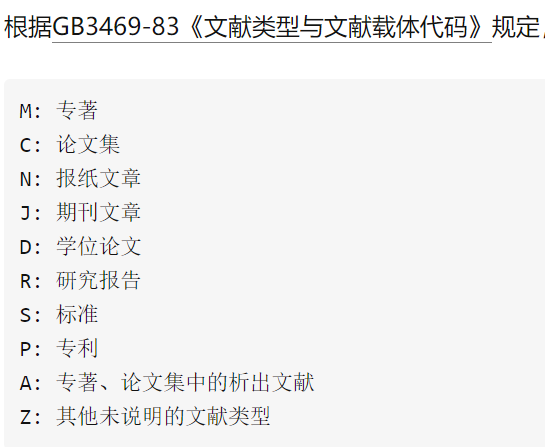 根据GB3469-83《文献类型与文献载体代码》规定，
M: 专著
C: 论文集
N: 报纸文章
J: 期刊文章
D: 学位论文
R: 研究报告
S: 标准
P: 专利
A: 专著、论文集中的析出文献
Z: 其他未说明的文献类型